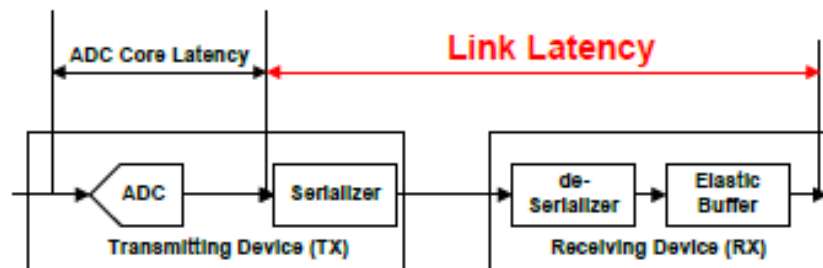 ADC Core Latency
Link Latency
ADC
Serializer
de-
Serializer
Elastic
Buffer
Transmitting Device (TX)
Receiving Device (RX)